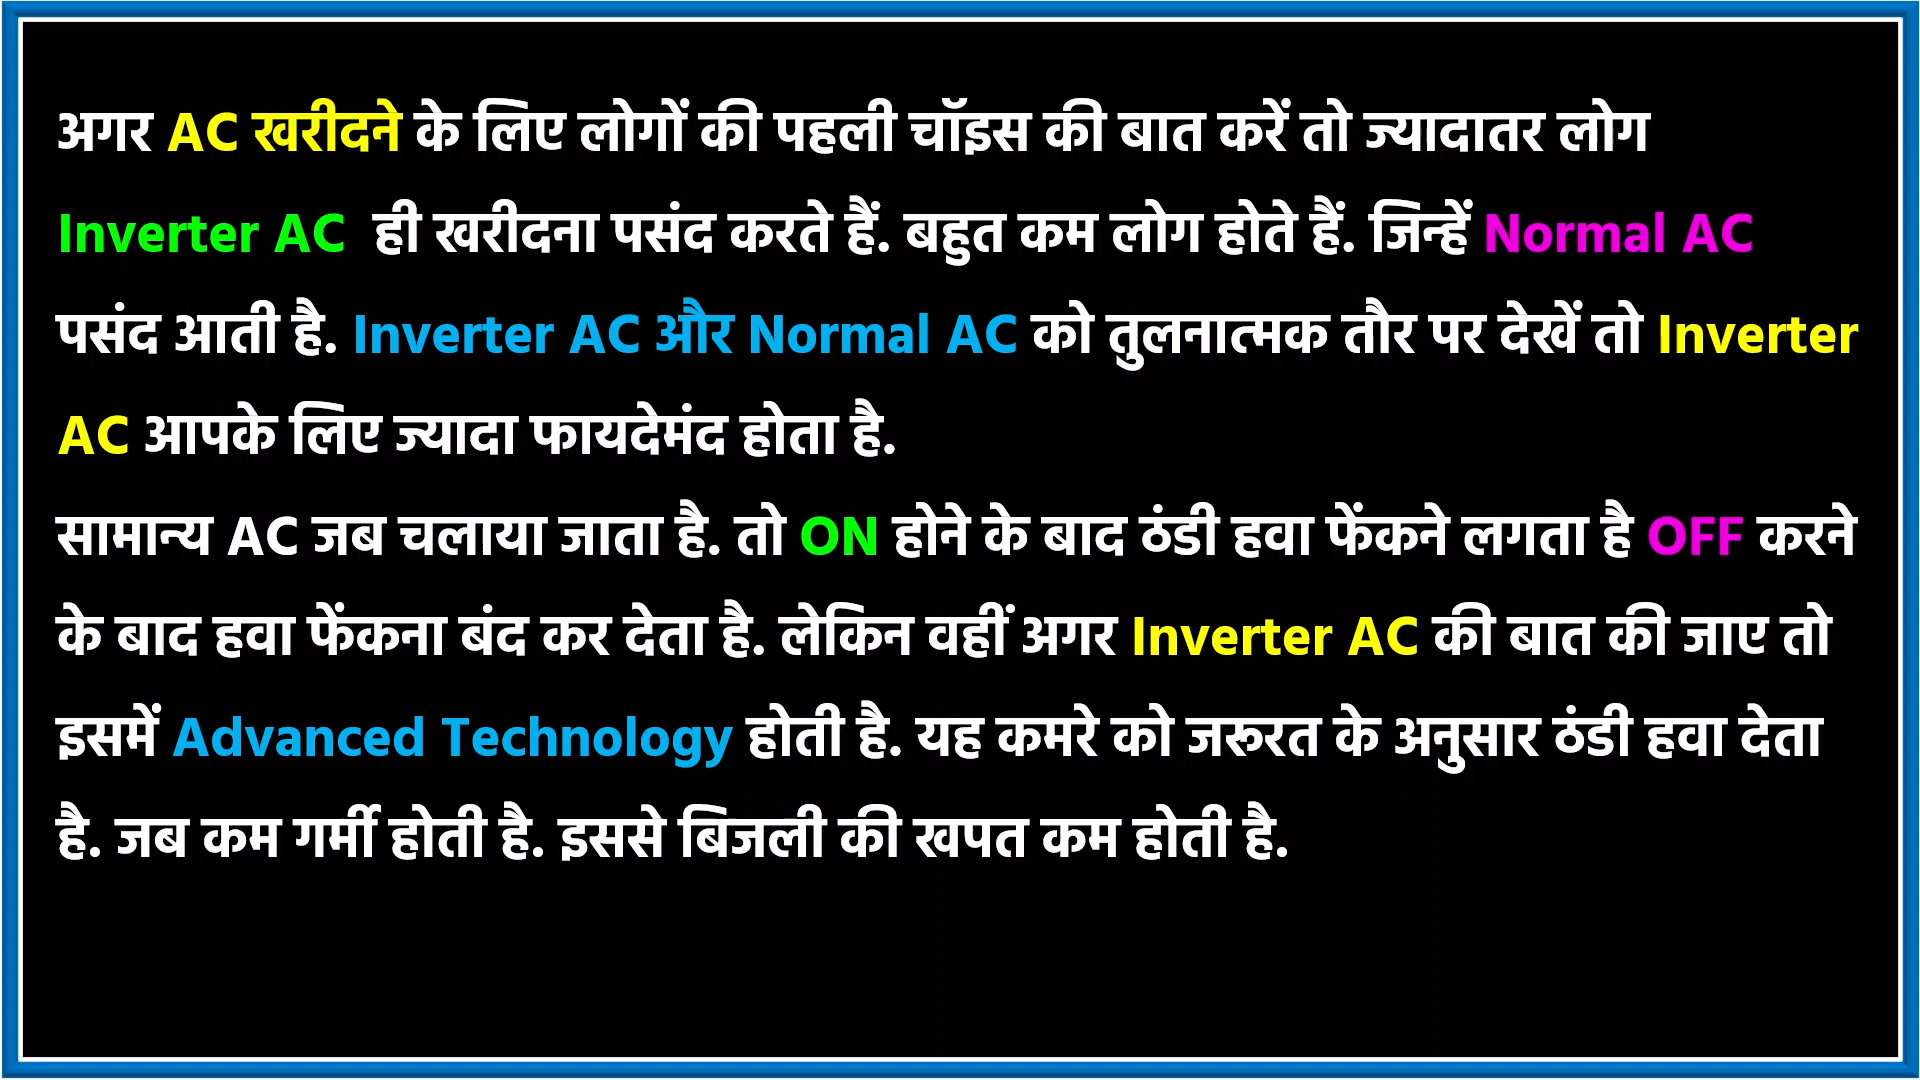 अगर AC खरीदने के लिए लोगों की पहली चॉइस की बात करें तो ज्यादातर लोग
Inverter AC ही खरीदना पसंद करते हैं. बहुत कम लोग होते हैं. जिन्हें Normal AC
पसंद आती है. Inverter AC और Normal AC को तुलनात्मक तौर पर देखें तो Inverter
AC आपके लिए ज्यादा फायदेमंद होता है.
सामान्य AC जब चलाया जाता है. तो ON होने के बाद ठंडी हवा फेंकने लगता है OFF करने
के बाद हवा फेंकना बंद कर देता है. लेकिन वहीं अगर Inverter AC की बात की जाए तो
इसमें Advanced Technology होती है. यह कमरे को जरूरत के अनुसार ठंडी हवा देता
है. जब कम गर्मी होती है. इससे बिजली की खपत कम होती है.